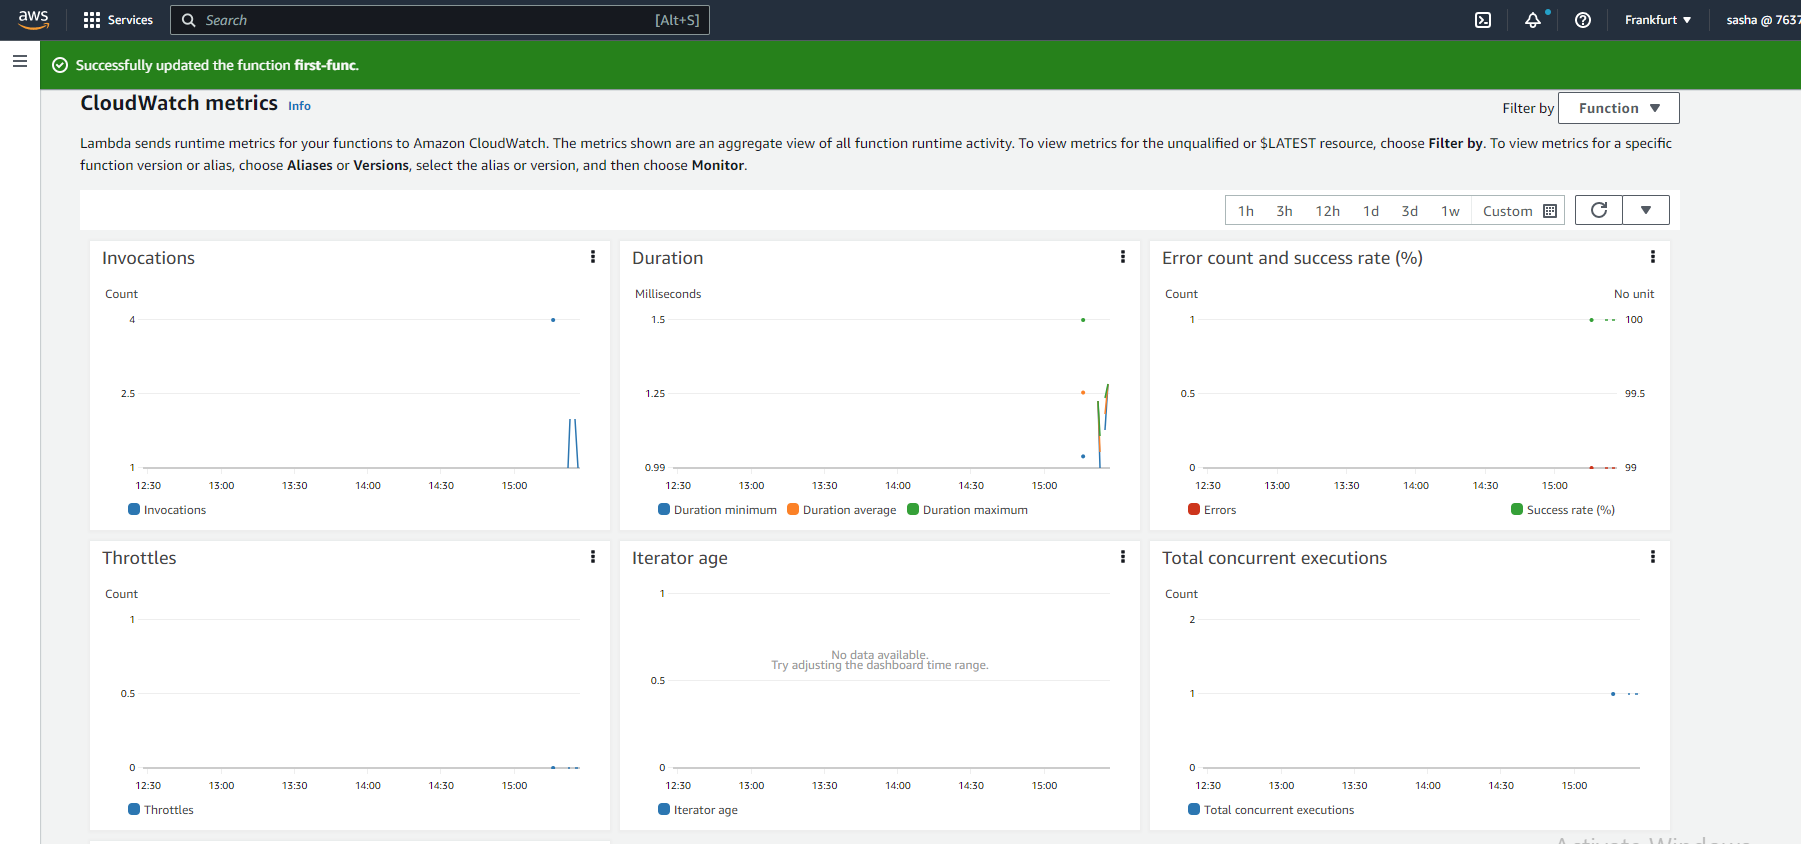 aws Services Search [Alt+S] Frankfurt ▼ sasha @ 7637
Successfully updated the function first-func.
CloudWatch metrics Info
Filter by Function ▼
Lambda sends runtime metrics for your functions to Amazon CloudWatch. The metrics shown are an aggregate view of all function runtime activity. To view metrics for the unqualified or $LATEST resource, choose Filter by. To view metrics for a specific
function version or alias, choose Aliases or Versions, select the alias or version, and then choose Monitor.
1h 3h 12h 1d 3d 1w Custom
Invocations
Count
4
2.5
1
12:30 13:00 13:30 14:00 14:30 15:00
Invocations
Duration
Milliseconds
1.5
1.25
0.99
12:30 13:00 13:30 14:00 14:30 15:00
Duration minimum Duration average Duration maximum
Error count and success rate (%)
Count No unit
1 100
0.5 99.5
0 99
12:30 13:00 13:30 14:00 14:30 15:00
Errors Success rate (%)
Throttles
Count
1
0.5
0
12:30 13:00 13:30 14:00 14:30 15:00
Throttles
Iterator age
1
No data available.
Try adjusting the dashboard time range.
0.5
0
12:30 13:00 13:30 14:00 14:30 15:00
Iterator age
Total concurrent executions
Count
2
1
0
12:30 13:00 13:30 14:00 14:30 15:00
Total concurrent executions
Activate Windows